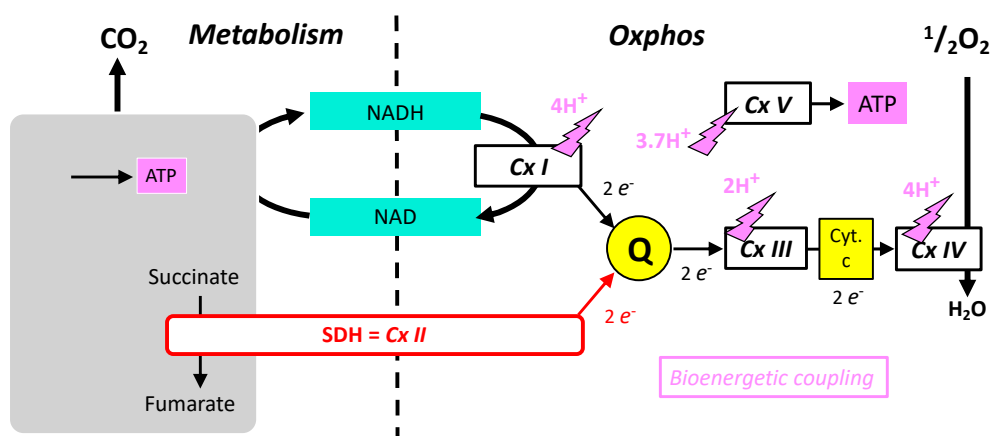 CO₂
Metabolism
Oxphos
¹/₂O₂
NADH
4H⁺
Cx V
ATP
3.7H⁺
ATP
Cx I
2 e⁻
2H⁺
4H⁺
NAD
Q
Cx III
Cyt.
c
Cx IV
2 e⁻
2 e⁻
Succinate
H₂O
SDH = Cx II
2 e⁻
Bioenergetic coupling
Fumarate